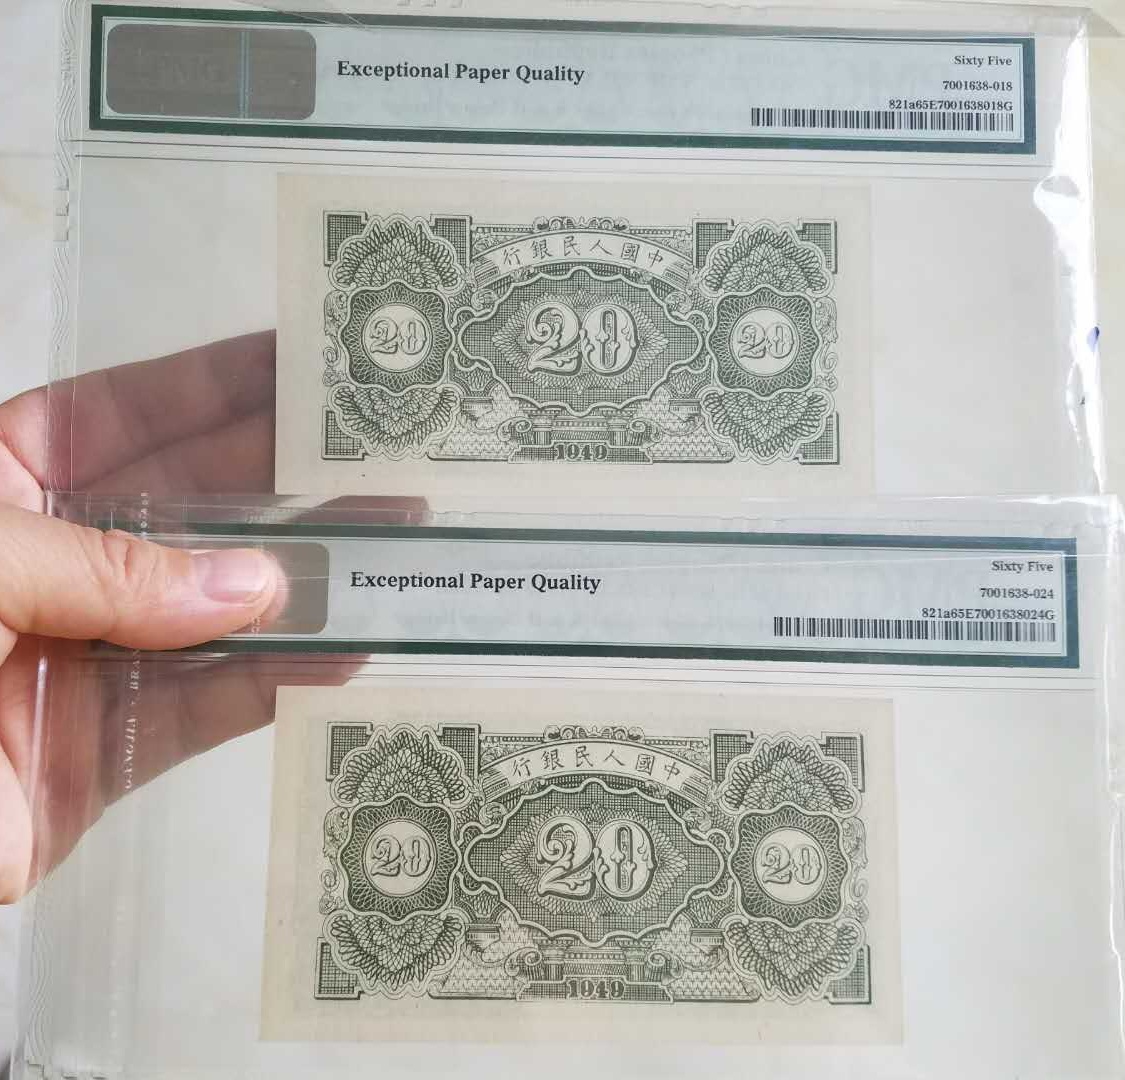 Exceptional Paper Quality
Sixty Five
7001638-018
821a65E7001638018G
行銀民人國中
20 20 20
1949
Exceptional Paper Quality
Sixty Five
7001638-024
821a65E7001638024G
行銀民人國中
20 20 20
1949